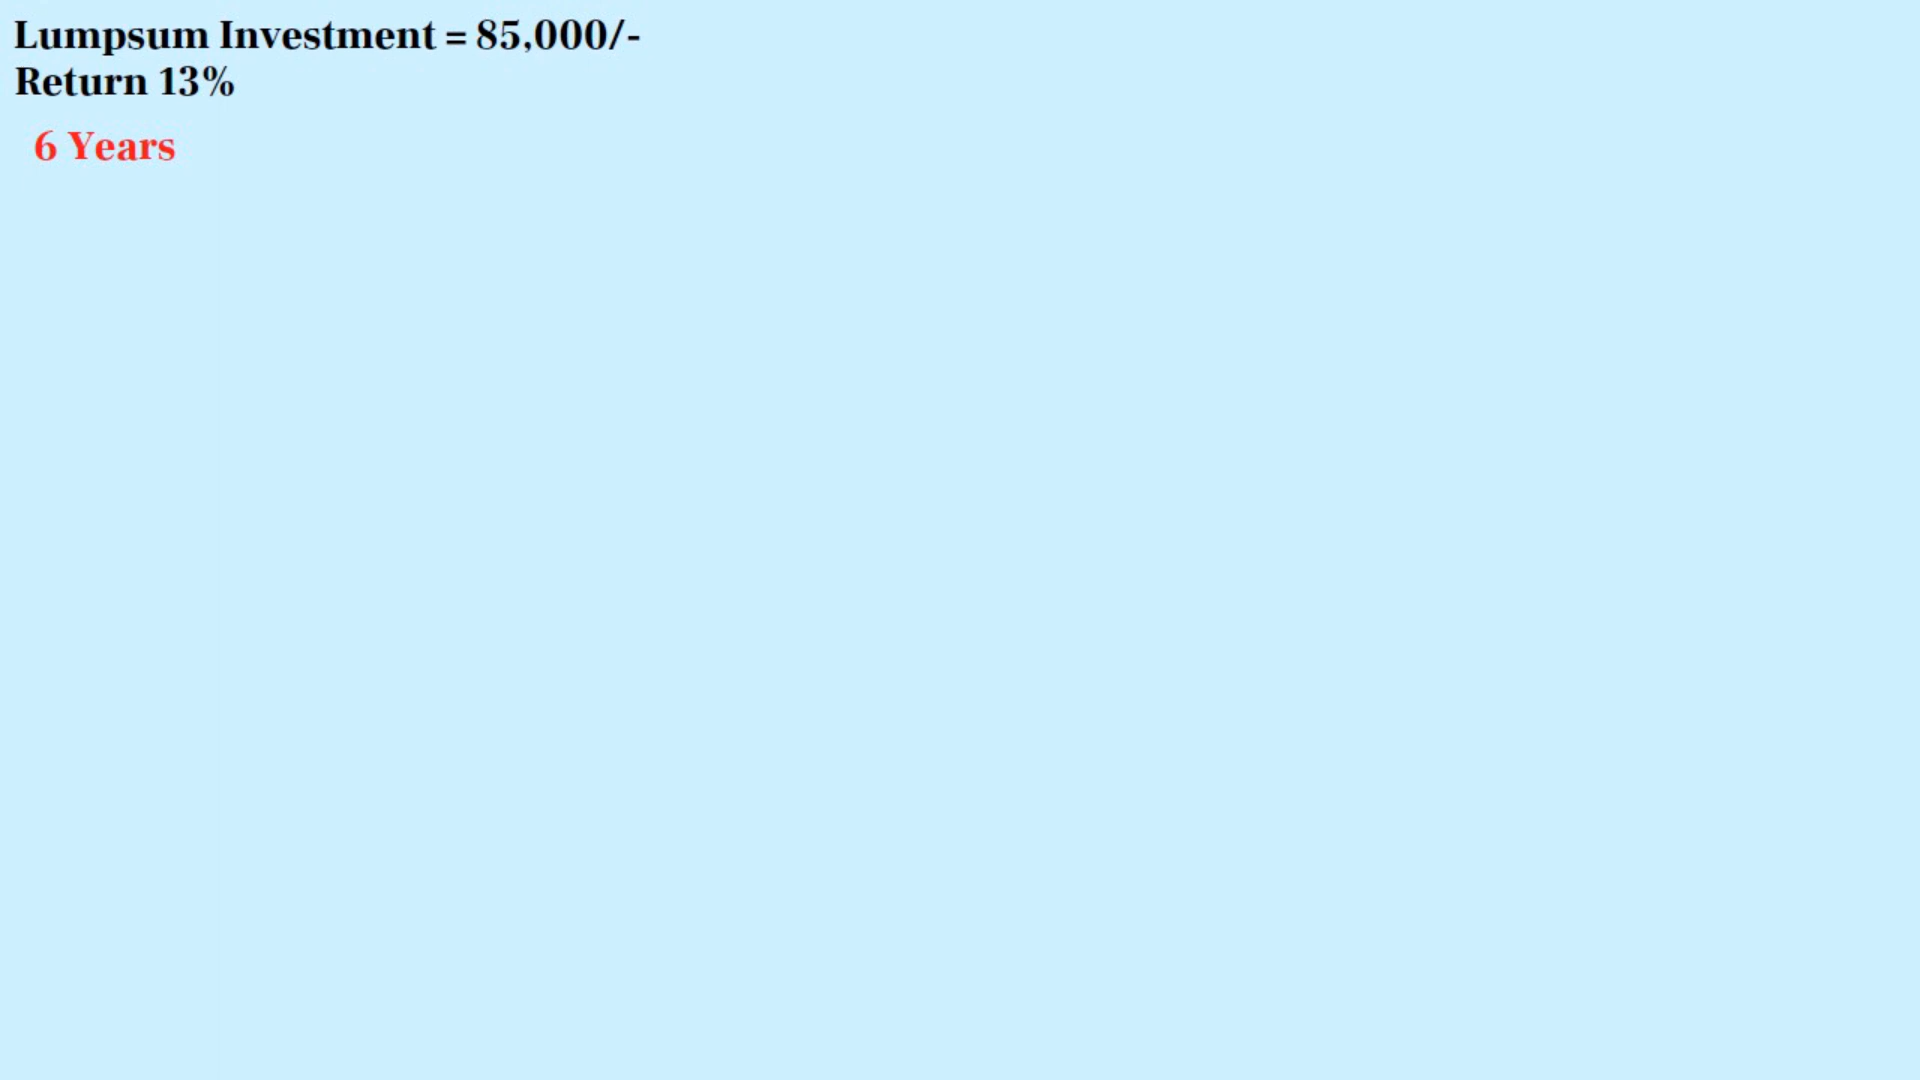 Lumpsum Investment = 85,000/-
Return 13%
6 Years